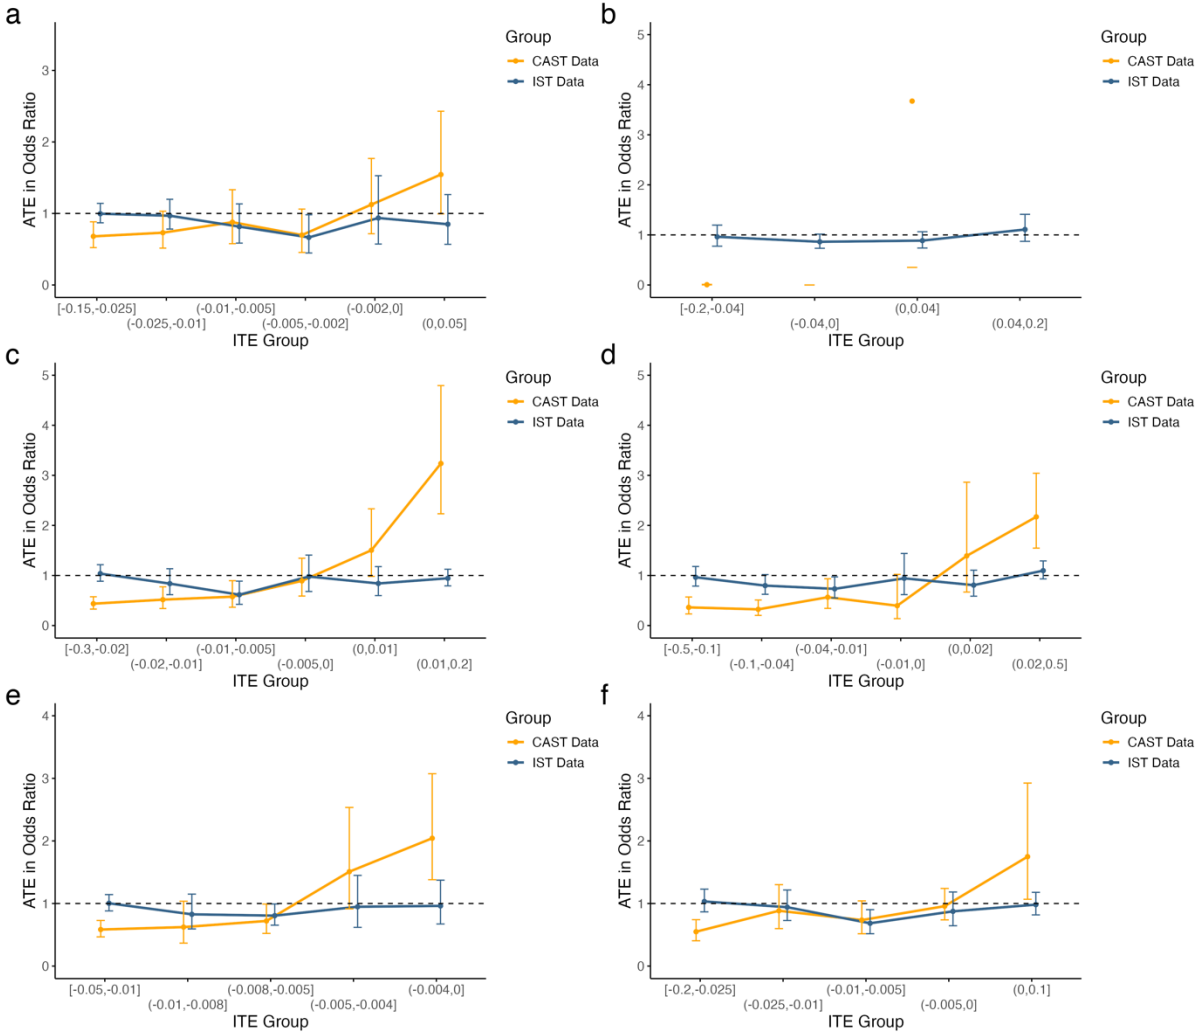 a
ATE in Odds Ratio
3
2
1
0
[-0.15,-0.025]
(-0.025,-0.01]
(-0.01,-0.005]
(-0.005,-0.002]
(-0.002,0]
(0,0.05]
ITE Group
Group
CAST Data
IST Data
b
ATE in Odds Ratio
5
4
3
2
1
0
[-0.2,-0.04]
(-0.04,0]
(0,0.04]
(0.04,0.2]
ITE Group
Group
CAST Data
IST Data
c
ATE in Odds Ratio
5
4
3
2
1
0
[-0.3,-0.02]
(-0.02,-0.01]
(-0.01,-0.005]
(-0.005,0]
(0,0.01]
(0.01,0.2]
ITE Group
Group
CAST Data
IST Data
d
ATE in Odds Ratio
5
4
3
2
1
0
[-0.5,-0.1]
(-0.1,-0.04]
(-0.04,-0.01]
(-0.01,0]
(0,0.02]
(0.02,0.5]
ITE Group
Group
CAST Data
IST Data
e
ATE in Odds Ratio
4
3
2
1
0
[-0.05,-0.01]
(-0.01,-0.008]
(-0.008,-0.005]
(-0.005,-0.004]
(-0.004,0]
ITE Group
Group
CAST Data
IST Data
f
ATE in Odds Ratio
4
3
2
1
0
[-0.2,-0.025]
(-0.025,-0.01]
(-0.01,-0.005]
(-0.005,0]
(0,0.1]
ITE Group
Group
CAST Data
IST Data